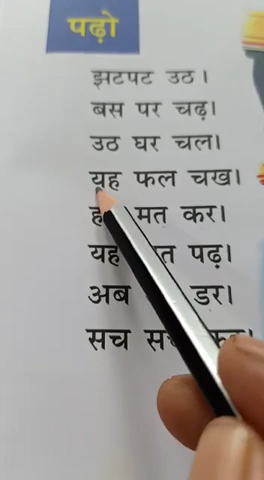 पढ़ो
झटपट उठ।
बस पर चढ़।
उठ घर चल।
यह फल चख।
मत कर।
यह पढ़।
अब डर।
सच